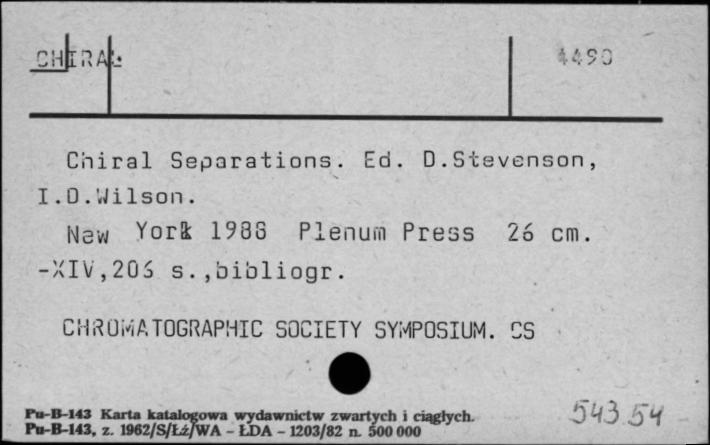 CHIRAL 4490
Chiral Separations. Ed. D.Stevenson,
I.D.Wilson.
New York 1988 Plenum Press 26 cm.
-XIV,206 s.,bibliogr.
CHROMATOGRAPHIC SOCIETY SYMPOSIUM. CS
543.54
Pu-B-143 Karta katalogowa wydawnictw zwartych i ciągłych.
Pu-B-143, z. 1962/S/Łź/WA – ŁDA – 1203/82 n. 500 000